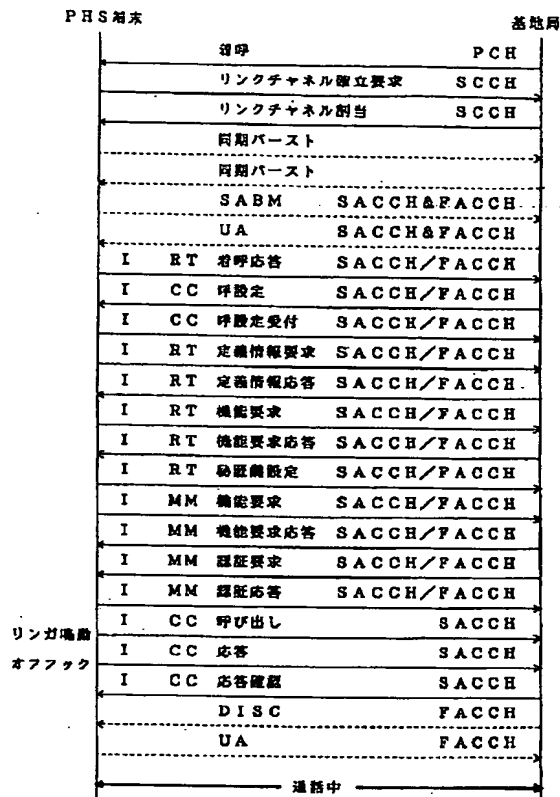 PHS端末 基地局
着呼 PCH
リンクチャネル確立要求 SCCH
リンクチャネル割当 SCCH
同期バースト
同期バースト
SABM SACCH&FACCH
UA SACCH&FACCH
I RT 着呼応答 SACCH/FACCH
I CC 呼設定 SACCH/FACCH
I CC 呼設定受付 SACCH/FACCH
I RT 定義情報要求 SACCH/FACCH
I RT 定義情報応答 SACCH/FACCH
I RT 機能要求 SACCH/FACCH
I RT 機能要求応答 SACCH/FACCH
I RT 秘匿鍵設定 SACCH/FACCH
I MM 機能要求 SACCH/FACCH
I MM 機能要求応答 SACCH/FACCH
I MM 認証要求 SACCH/FACCH
I MM 認証応答 SACCH/FACCH
I CC 呼び出し SACCH
リンガ鳴動
I CC 応答 SACCH
オフフック
I CC 応答確認 SACCH
DISC FACCH
UA FACCH
通話中